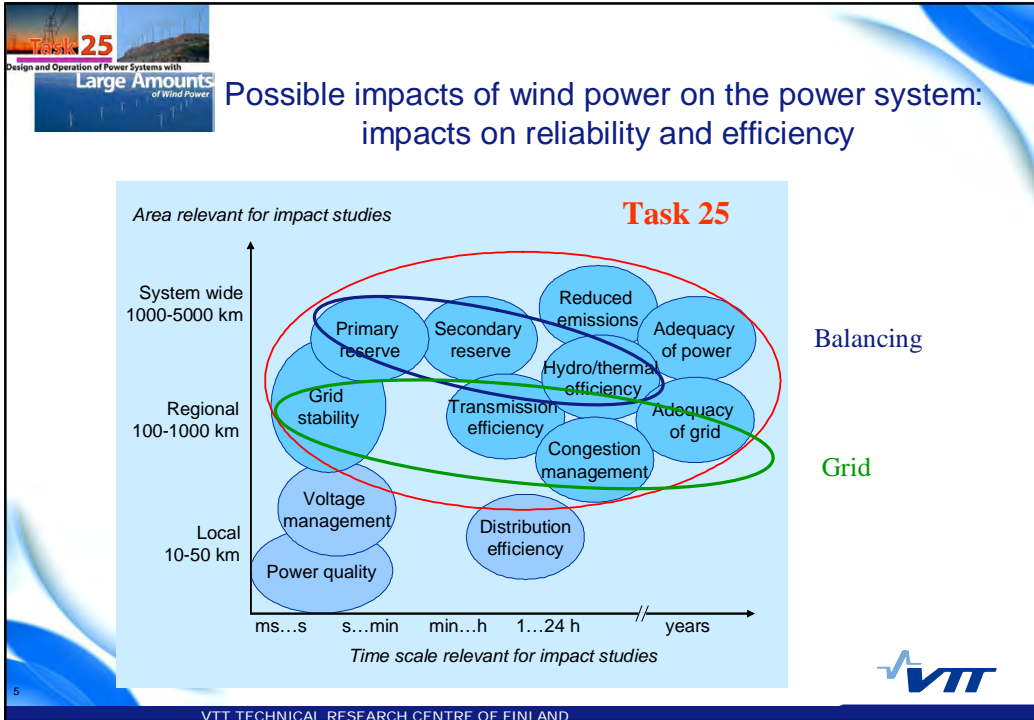 Task 25
Design and Operation of Power Systems with
Large Amounts
of Wind Power
Possible impacts of wind power on the power system:
impacts on reliability and efficiency
Area relevant for impact studies
Task 25
System wide
1000-5000 km
Primary
reserve
Secondary
reserve
Reduced
emissions
Adequacy
of power
Balancing
Hydro/thermal
efficiency
Regional
100-1000 km
Grid
stability
Transmission
efficiency
Adequacy
of grid
Congestion
management
Grid
Local
10-50 km
Voltage
management
Distribution
efficiency
Power quality
ms…s
s…min
min…h
1…24 h
years
Time scale relevant for impact studies
VTT
5
VTT TECHNICAL RESEARCH CENTRE OF FINLAND